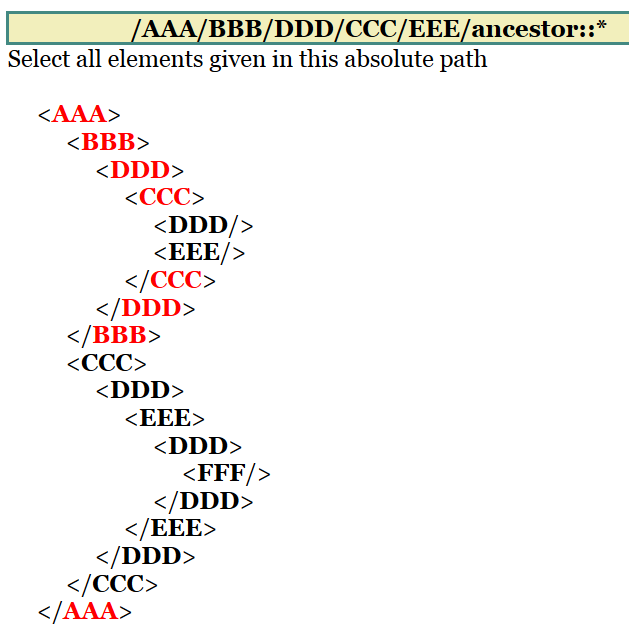 /AAA/BBB/DDD/CCC/EEE/ancestor::*
Select all elements given in this absolute path
<AAA>
<BBB>
<DDD>
<CCC>
<DDD/>
<EEE/>
</CCC>
</DDD>
</BBB>
<CCC>
<DDD>
<EEE>
<DDD>
<FFF/>
</DDD>
</EEE>
</DDD>
</CCC>
</AAA>